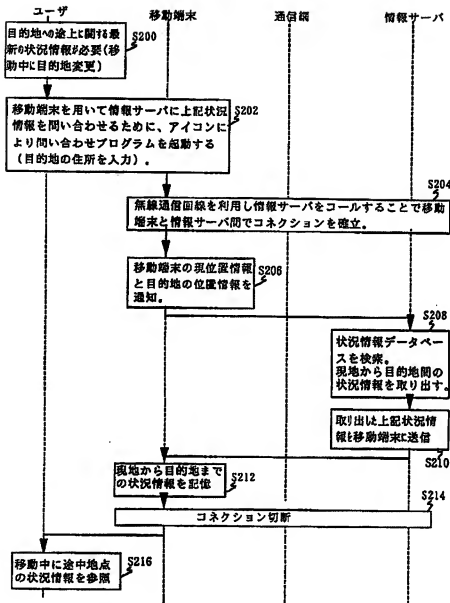 ユーザ
移動端末
通信網
情報サーバ
S200
目的地への途上に関する最
新の状況情報が必要(移
動中に目的地変更)
S202
移動端末を用いて情報サーバに上記状況
情報を問い合わせるために、アイコンに
より問い合わせプログラムを起動する
(目的地の住所を入力)。
S204
無線通信回線を利用し情報サーバをコールすることで移動
端末と情報サーバ間でコネクションを確立。
移動端末の現位置情報
と目的地の位置情報を
通知。
S206
S208
状況情報データベー
スを検索。
現地から目的地間の
状況情報を取り出す。
取り出した上記状況情
報を移動端末に送信
S210
現地から目的地まで
の状況情報を記憶
S212
S214
コネクション切断
移動中に途中地点
の状況情報を参照
S216